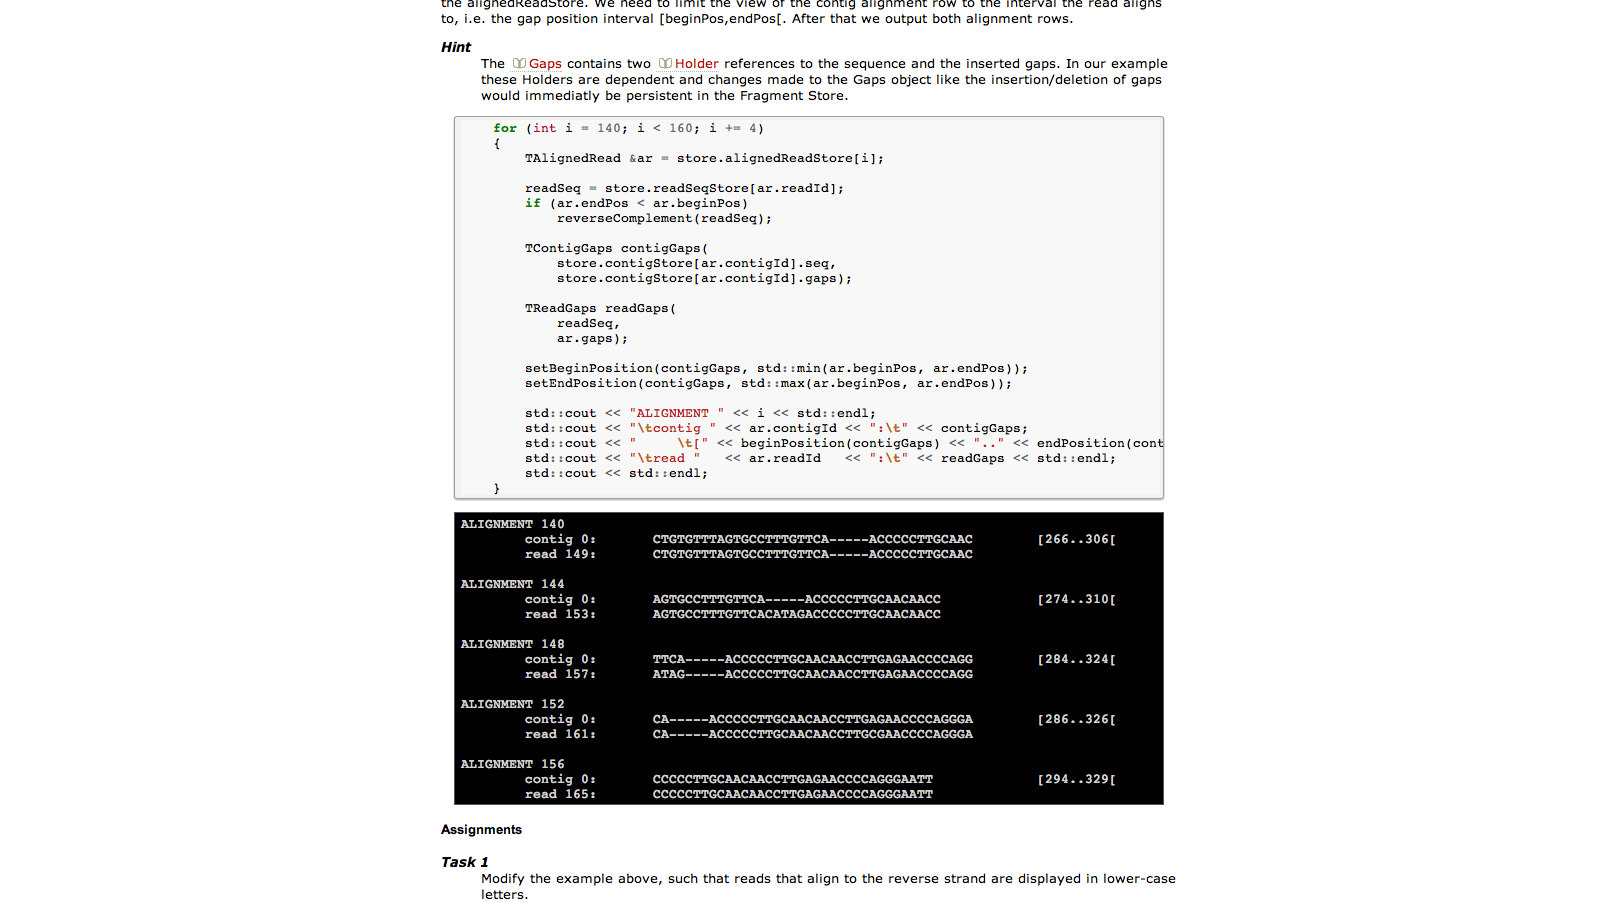 the alignedReadStore. We need to limit the view of the contig alignment row to the interval the read aligns
to, i.e. the gap position interval [beginPos,endPos[. After that we output both alignment rows.
Hint
The Gaps contains two Holder references to the sequence and the inserted gaps. In our example
these Holders are dependent and changes made to the Gaps object like the insertion/deletion of gaps
would immediatly be persistent in the Fragment Store.
for (int i = 140; i < 160; i += 4)
{
TAlignedRead &ar = store.alignedReadStore[i];
readSeq = store.readSeqStore[ar.readId];
if (ar.endPos < ar.beginPos)
reverseComplement(readSeq);
TContigGaps contigGaps(
store.contigStore[ar.contigId].seq,
store.contigStore[ar.contigId].gaps);
TReadGaps readGaps(
readSeq,
ar.gaps);
setBeginPosition(contigGaps, std::min(ar.beginPos, ar.endPos));
setEndPosition(contigGaps, std::max(ar.beginPos, ar.endPos));
std::cout << "ALIGNMENT " << i << std::endl;
std::cout << "\tcontig " << ar.contigId << ":\t" << contigGaps;
std::cout << "     \t[" << beginPosition(contigGaps) << ".." << endPosition(cont
std::cout << "\tread "   << ar.readId   << ":\t" << readGaps << std::endl;
std::cout << std::endl;
}
ALIGNMENT 140
contig 0: CTGTGTTTAGTGCCTTTGTTCA-----ACCCCCTTGCAAC [266..306[
read 149: CTGTGTTTAGTGCCTTTGTTCA-----ACCCCCTTGCAAC
ALIGNMENT 144
contig 0: AGTGCCTTTGTTCA-----ACCCCCTTGCAACAACC [274..310[
read 153: AGTGCCTTTGTTCACATAGACCCCCTTGCAACAACC
ALIGNMENT 148
contig 0: TTCA-----ACCCCCTTGCAACAACCTTGAGAACCCCAGG [284..324[
read 157: ATAG-----ACCCCCTTGCAACAACCTTGAGAACCCCAGG
ALIGNMENT 152
contig 0: CA-----ACCCCCTTGCAACAACCTTGAGAACCCCAGGGA [286..326[
read 161: CA-----ACCCCCTTGCAACAACCTTGCGAACCCCAGGGA
ALIGNMENT 156
contig 0: CCCCCTTGCAACAACCTTGAGAACCCCAGGGAATT [294..329[
read 165: CCCCCTTGCAACAACCTTGAGAACCCCAGGGAATT
Assignments
Task 1
Modify the example above, such that reads that align to the reverse strand are displayed in lower-case
letters.